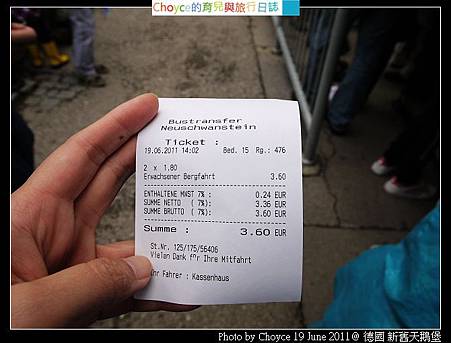 Choyce的育兒與旅行日誌
Bustransfer
Neuschwanstein
Ticket :
19.06.2011 14:02 Bed. 15 Rg.: 476
2 x 1.80
Erwachsener Bergfahrt 3.60
ENTHALTENE MWST 7% : 0.24 EUR
SUMME NETTO ( 7%): 3.36 EUR
SUMME BRUTTO ( 7%): 3.60 EUR
Summe : 3.60 EUR
St.Nr. 125/175/56406
Vielen Dank für Ihre Mitfahrt
Ihr Fahrer : Kassenhaus
Photo by Choyce 19 June 2011@ 德國 新舊天鵝堡